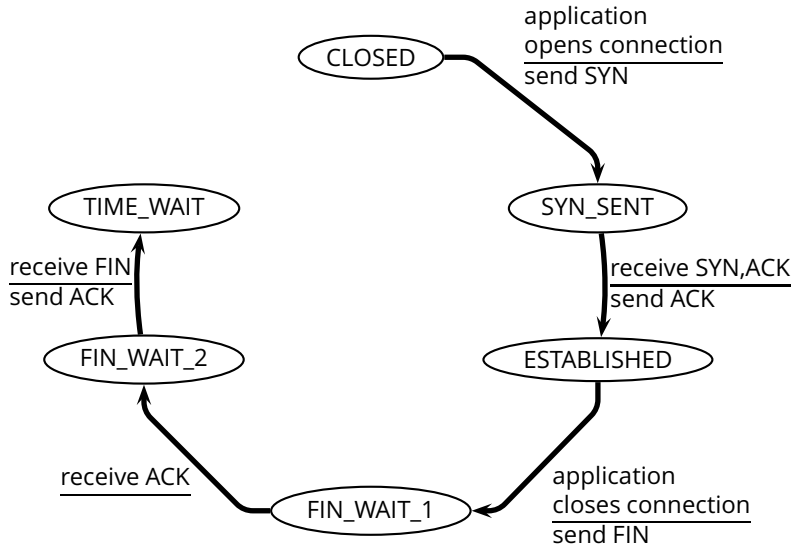 application
opens connection
send SYN
CLOSED
SYN_SENT
receive SYN,ACK
send ACK
ESTABLISHED
application
closes connection
send FIN
FIN_WAIT_1
receive ACK
FIN_WAIT_2
receive FIN
send ACK
TIME_WAIT